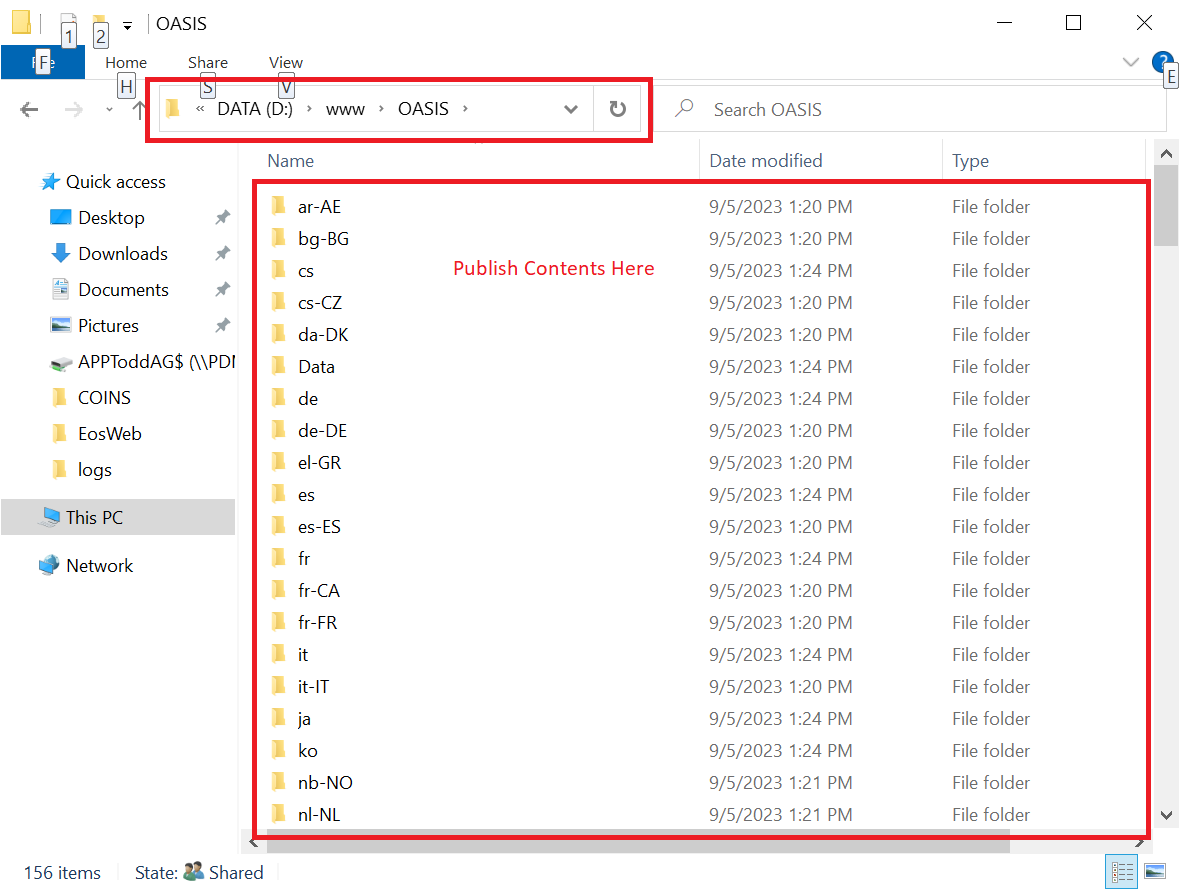 1 2 OASIS
F
Home Share View
H S V E
« DATA (D:) › www › OASIS › Search OASIS
Name Date modified Type
Quick access
Desktop
Downloads
Documents
Pictures
APPToddAG$ (\\PDN
COINS
EosWeb
logs
This PC
Network
ar-AE 9/5/2023 1:20 PM File folder
bg-BG 9/5/2023 1:20 PM File folder
Publish Contents Here
cs 9/5/2023 1:24 PM File folder
cs-CZ 9/5/2023 1:20 PM File folder
da-DK 9/5/2023 1:20 PM File folder
Data 9/5/2023 1:24 PM File folder
de 9/5/2023 1:24 PM File folder
de-DE 9/5/2023 1:20 PM File folder
el-GR 9/5/2023 1:20 PM File folder
es 9/5/2023 1:24 PM File folder
es-ES 9/5/2023 1:20 PM File folder
fr 9/5/2023 1:24 PM File folder
fr-CA 9/5/2023 1:20 PM File folder
fr-FR 9/5/2023 1:20 PM File folder
it 9/5/2023 1:24 PM File folder
it-IT 9/5/2023 1:20 PM File folder
ja 9/5/2023 1:24 PM File folder
ko 9/5/2023 1:24 PM File folder
nb-NO 9/5/2023 1:21 PM File folder
nl-NL 9/5/2023 1:21 PM File folder
156 items State: Shared